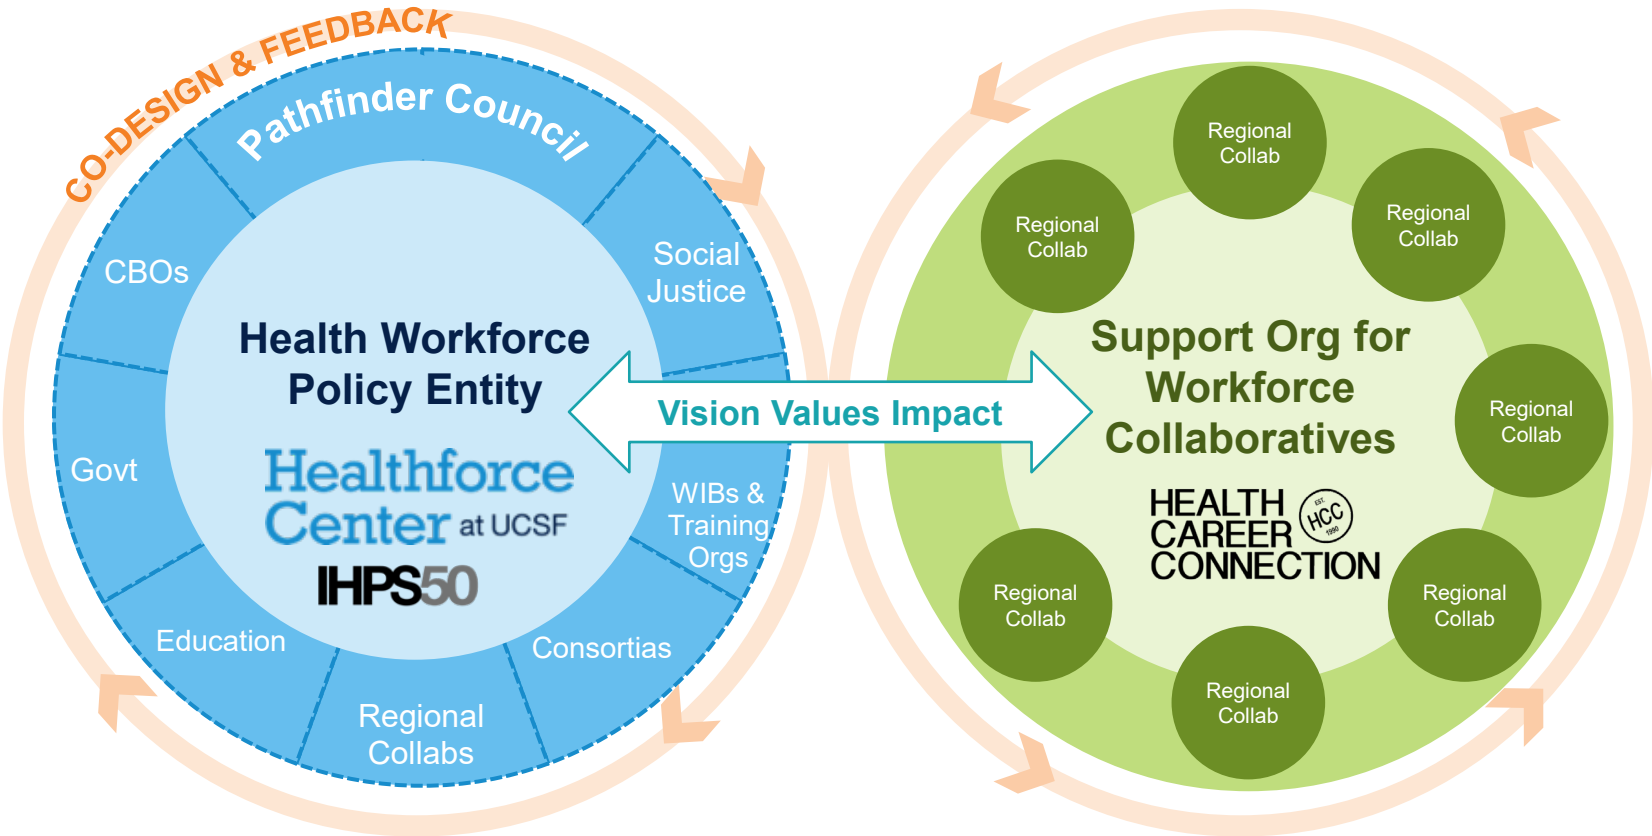 CO-DESIGN & FEEDBACK
Pathfinder Council
CBOs
Social
Justice
Govt
WIBs &
Training
Orgs
Education
Consortias
Regional
Collabs
Health Workforce
Policy Entity
Healthforce
Center at UCSF
IHPS50
Vision Values Impact
Support Org for
Workforce
Collaboratives
HEALTH
CAREER
CONNECTION
EST.
HCC
1990
Regional
Collab
Regional
Collab
Regional
Collab
Regional
Collab
Regional
Collab
Regional
Collab
Regional
Collab